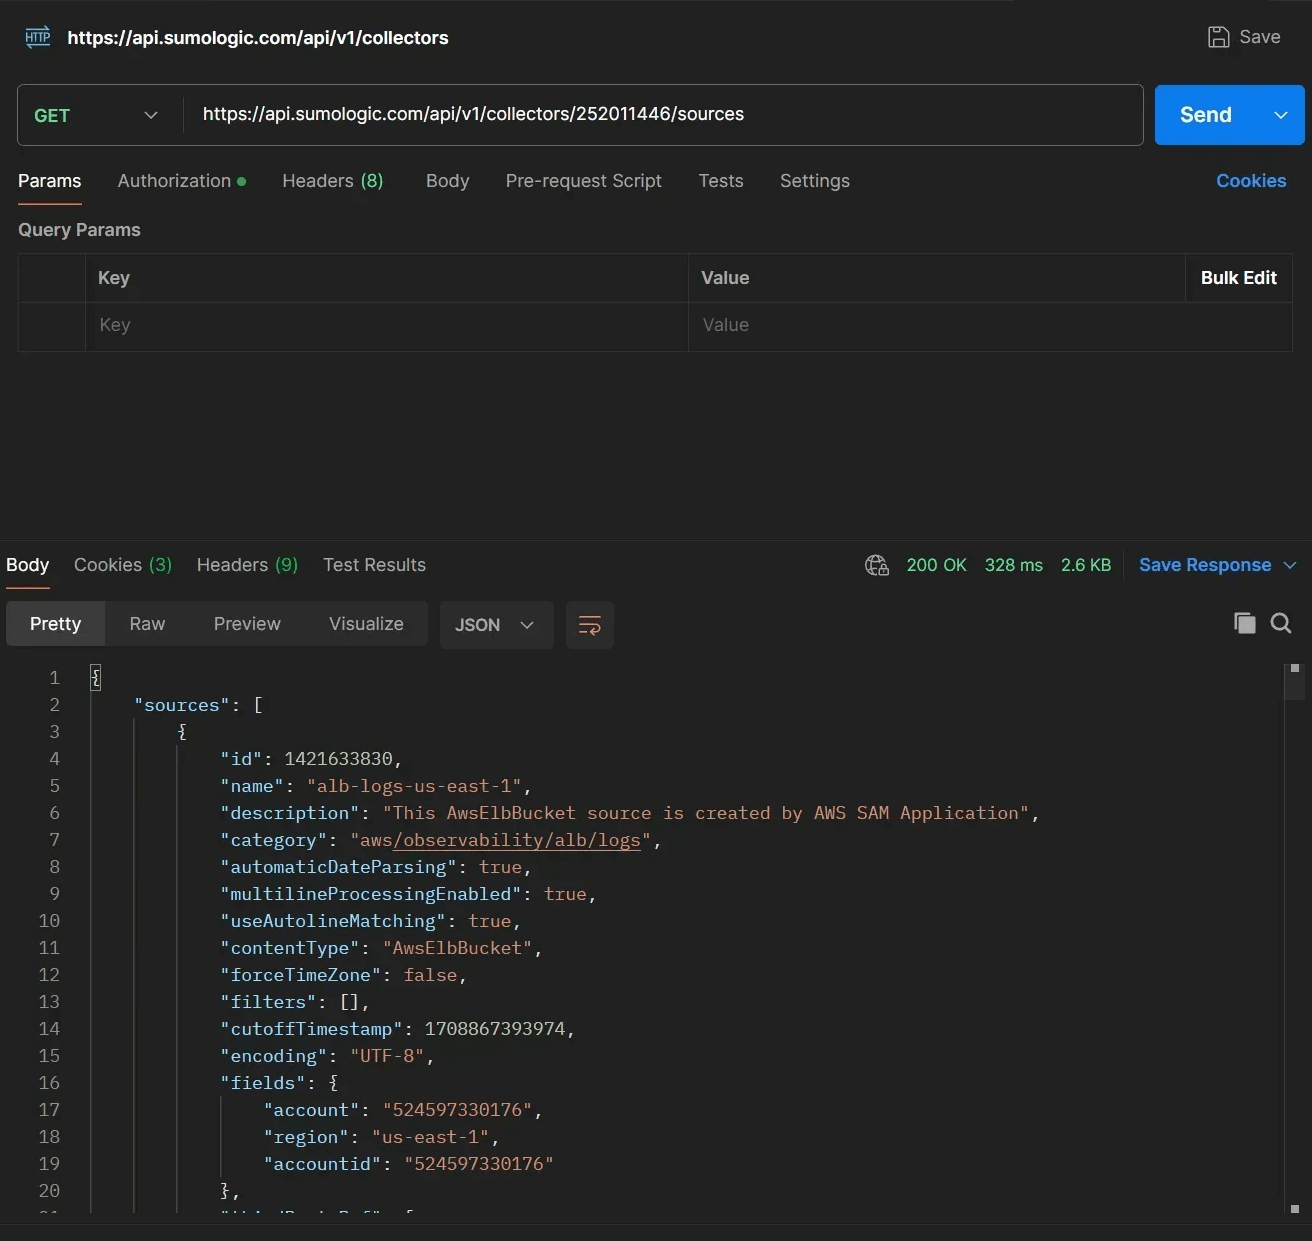 HTTP https://api.sumologic.com/api/v1/collectors Save
GET https://api.sumologic.com/api/v1/collectors/252011446/sources Send
Params Authorization Headers (8) Body Pre-request Script Tests Settings Cookies
Query Params
Key Value Bulk Edit
Key Value
Body Cookies (3) Headers (9) Test Results 200 OK 328 ms 2.6 KB Save Response
Pretty Raw Preview Visualize JSON
1 {
2 "sources": [
3 {
4 "id": 1421633830,
5 "name": "alb-logs-us-east-1",
6 "description": "This AwsElbBucket source is created by AWS SAM Application",
7 "category": "aws/observability/alb/logs",
8 "automaticDateParsing": true,
9 "multilineProcessingEnabled": true,
10 "useAutolineMatching": true,
11 "contentType": "AwsElbBucket",
12 "forceTimeZone": false,
13 "filters": [],
14 "cutoffTimestamp": 1708867393974,
15 "encoding": "UTF-8",
16 "fields": {
17 "account": "524597330176",
18 "region": "us-east-1",
19 "accountid": "524597330176"
20 },